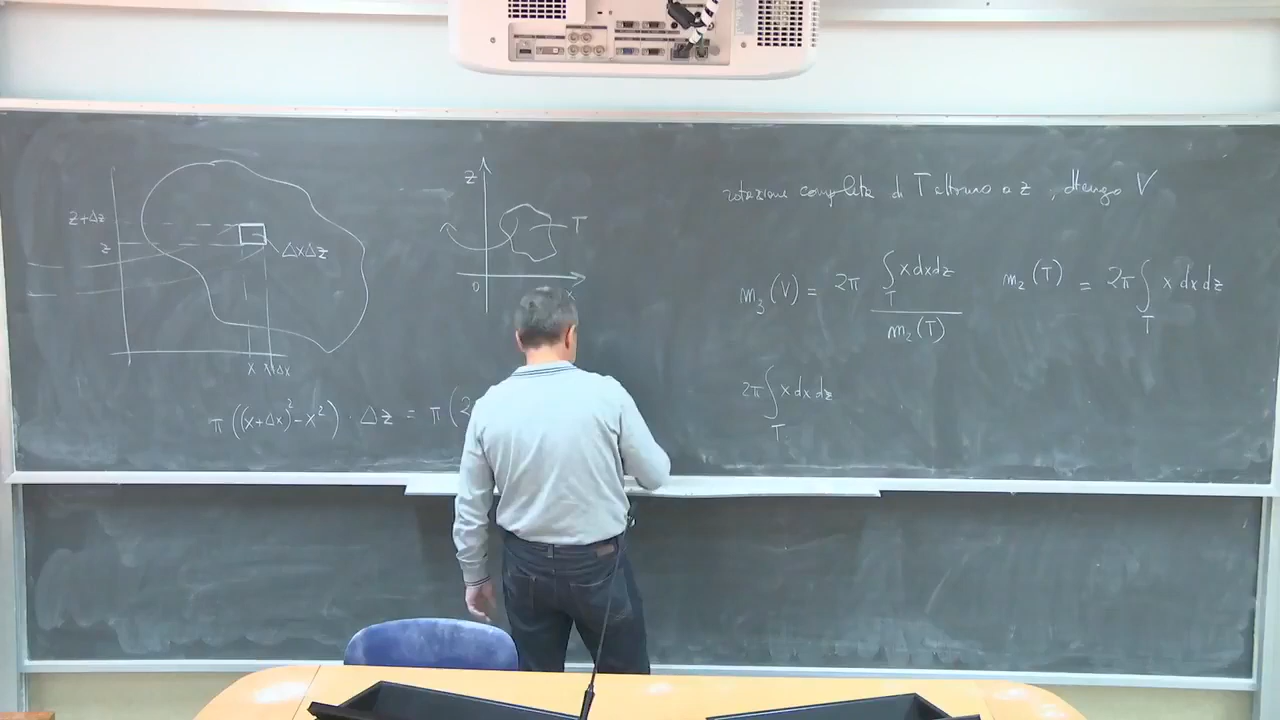 z+Δz
z
ΔxΔz
x x+Δx
π((x+Δx)²-x²)·Δz = π(2
z
T
0
rotazione completa di T attorno a z, ottengo V
m₃(V) = 2π ∫_T x dx dz / m₂(T) m₂(T) = 2π ∫_T x dx dz
2π ∫_T x dx dz